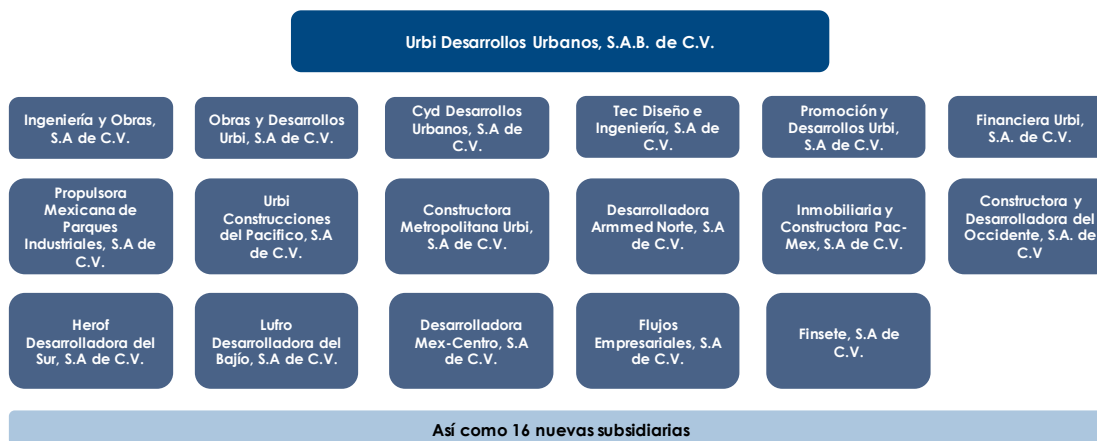 Urbi Desarrollos Urbanos, S.A.B. de C.V.
Ingeniería y Obras,
S.A de C.V.
Obras y Desarrollos
Urbi, S.A de C.V.
Cyd Desarrollos
Urbanos, S.A de
C.V.
Tec Diseño e
Ingeniería, S.A de
C.V.
Promoción y
Desarrollos Urbi,
S.A de C.V.
Financiera Urbi,
S.A. de C.V.
Propulsora
Mexicana de
Parques
Industriales, S.A de
C.V.
Urbi
Construcciones
del Pacifico, S.A
de C.V.
Constructora
Metropolitana Urbi,
S.A de C.V.
Desarrolladora
Armmed Norte, S.A
de C.V.
Inmobiliaria y
Constructora Pac-
Mex, S.A de C.V.
Constructora y
Desarrolladora del
Occidente, S.A. de
C.V
Herof
Desarrolladora del
Sur, S.A de C.V.
Lufro
Desarrolladora del
Bajío, S.A de C.V.
Desarrolladora
Mex-Centro, S.A
de C.V.
Flujos
Empresariales, S.A
de C.V.
Finsete, S.A de
C.V.
Así como 16 nuevas subsidiarias